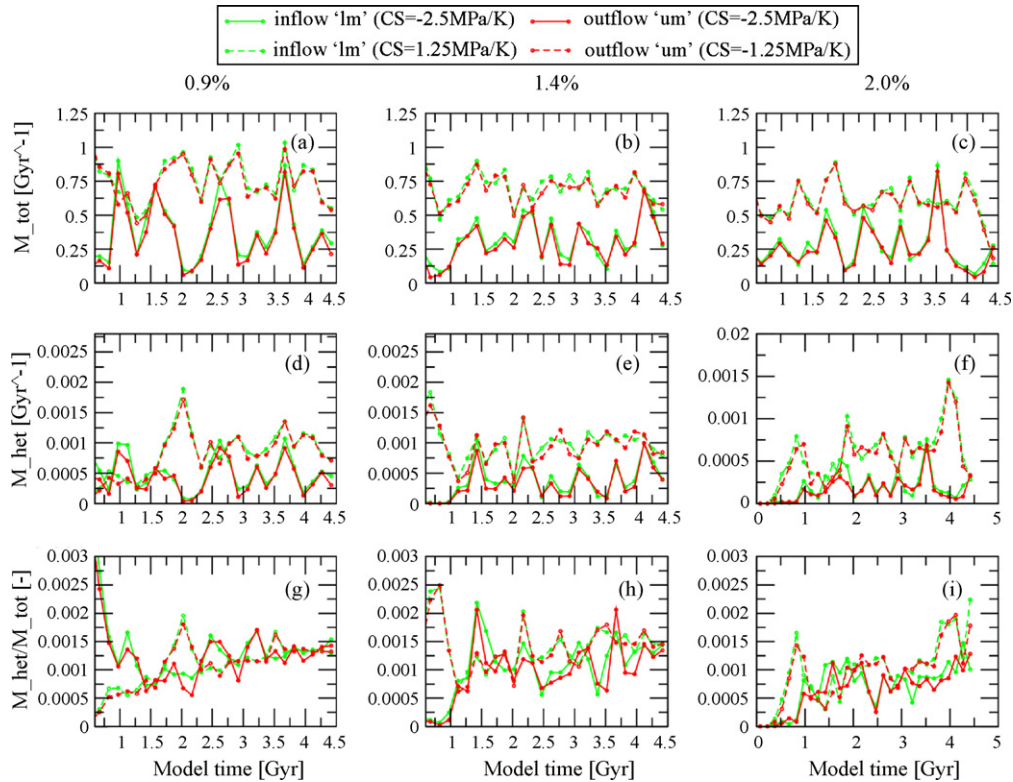 inflow ‘lm’ (CS=-2.5MPa/K) outflow ‘um’ (CS=-2.5MPa/K)
inflow ‘lm’ (CS=1.25MPa/K) outflow ‘um’ (CS=-1.25MPa/K)
0.9% 1.4% 2.0%
M_tot [Gyr^-1]
1.25 1 0.75 0.5 0.25 0
(a)
1 1.5 2 2.5 3 3.5 4 4.5
1.25 1 0.75 0.5 0.25 0
(b)
1 1.5 2 2.5 3 3.5 4 4.5
1.25 1 0.75 0.5 0.25 0
(c)
1 1.5 2 2.5 3 3.5 4 4.5
M_het [Gyr^-1]
0.0025 0.002 0.0015 0.001 0.0005 0
(d)
1 1.5 2 2.5 3 3.5 4 4.5
0.0025 0.002 0.0015 0.001 0.0005 0
(e)
1 1.5 2 2.5 3 3.5 4 4.5
0.02 0.0015 0.001 0.0005 0
(f)
0 1 2 3 4 5
M_het/M_tot [-]
0.003 0.0025 0.002 0.0015 0.001 0.0005 0
(g)
1 1.5 2 2.5 3 3.5 4 4.5
Model time [Gyr]
0.003 0.0025 0.002 0.0015 0.001 0.0005 0
(h)
1 1.5 2 2.5 3 3.5 4 4.5
Model time [Gyr]
0.003 0.0025 0.002 0.0015 0.001 0.0005 0
(i)
0 1 2 3 4 5
Model time [Gyr]